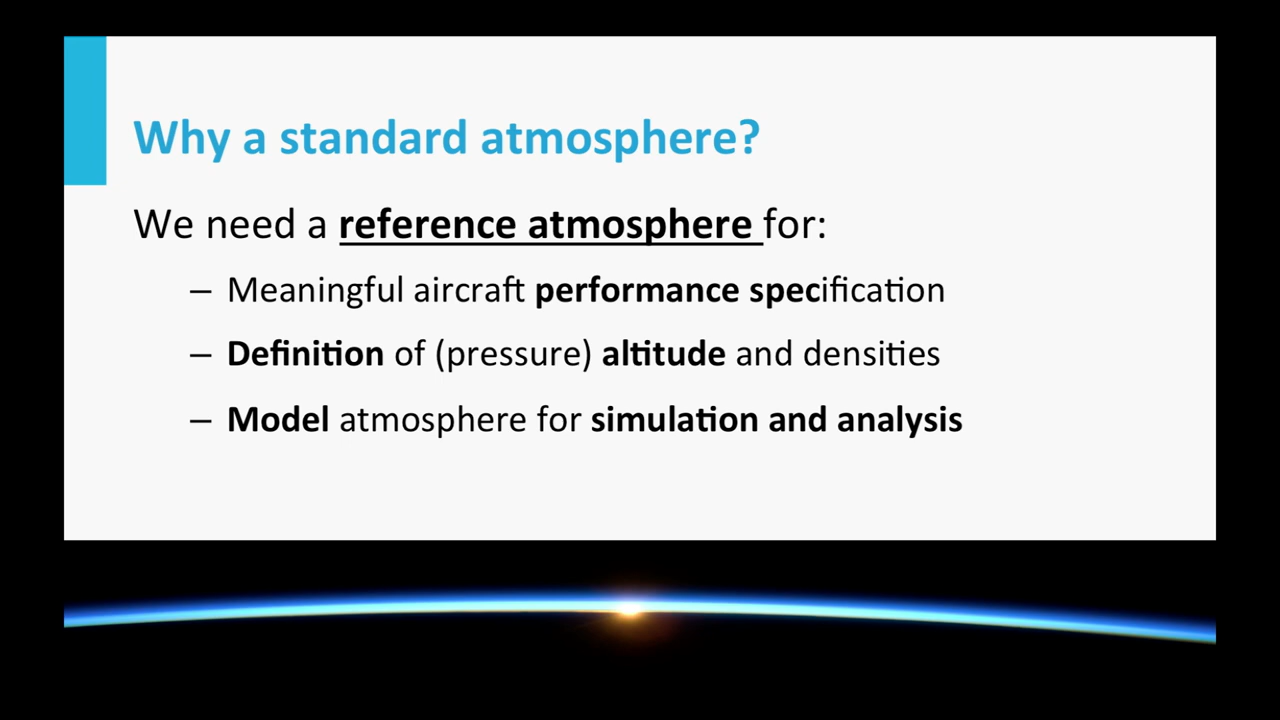 Why a standard atmosphere?
We need a reference atmosphere for:
– Meaningful aircraft performance specification
– Definition of (pressure) altitude and densities
– Model atmosphere for simulation and analysis